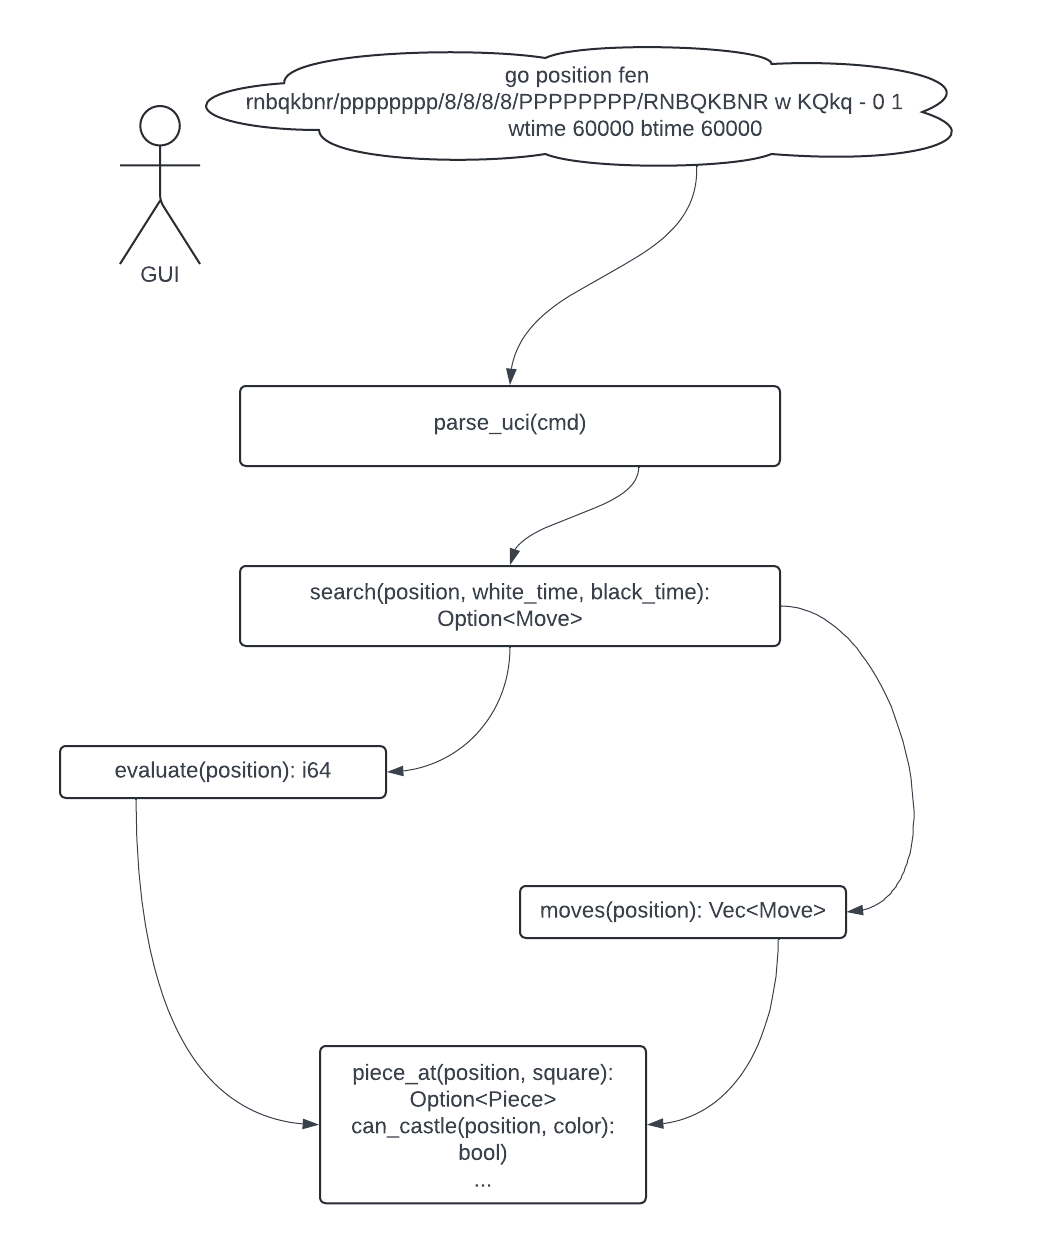 go position fen
rnbqkbnr/pppppppp/8/8/8/8/PPPPPPPP/RNBQKBNR w KQkq - 0 1
wtime 60000 btime 60000
GUI
parse_uci(cmd)
search(position, white_time, black_time):
Option<Move>
evaluate(position): i64
moves(position): Vec<Move>
piece_at(position, square):
Option<Piece>
can_castle(position, color):
bool)
...